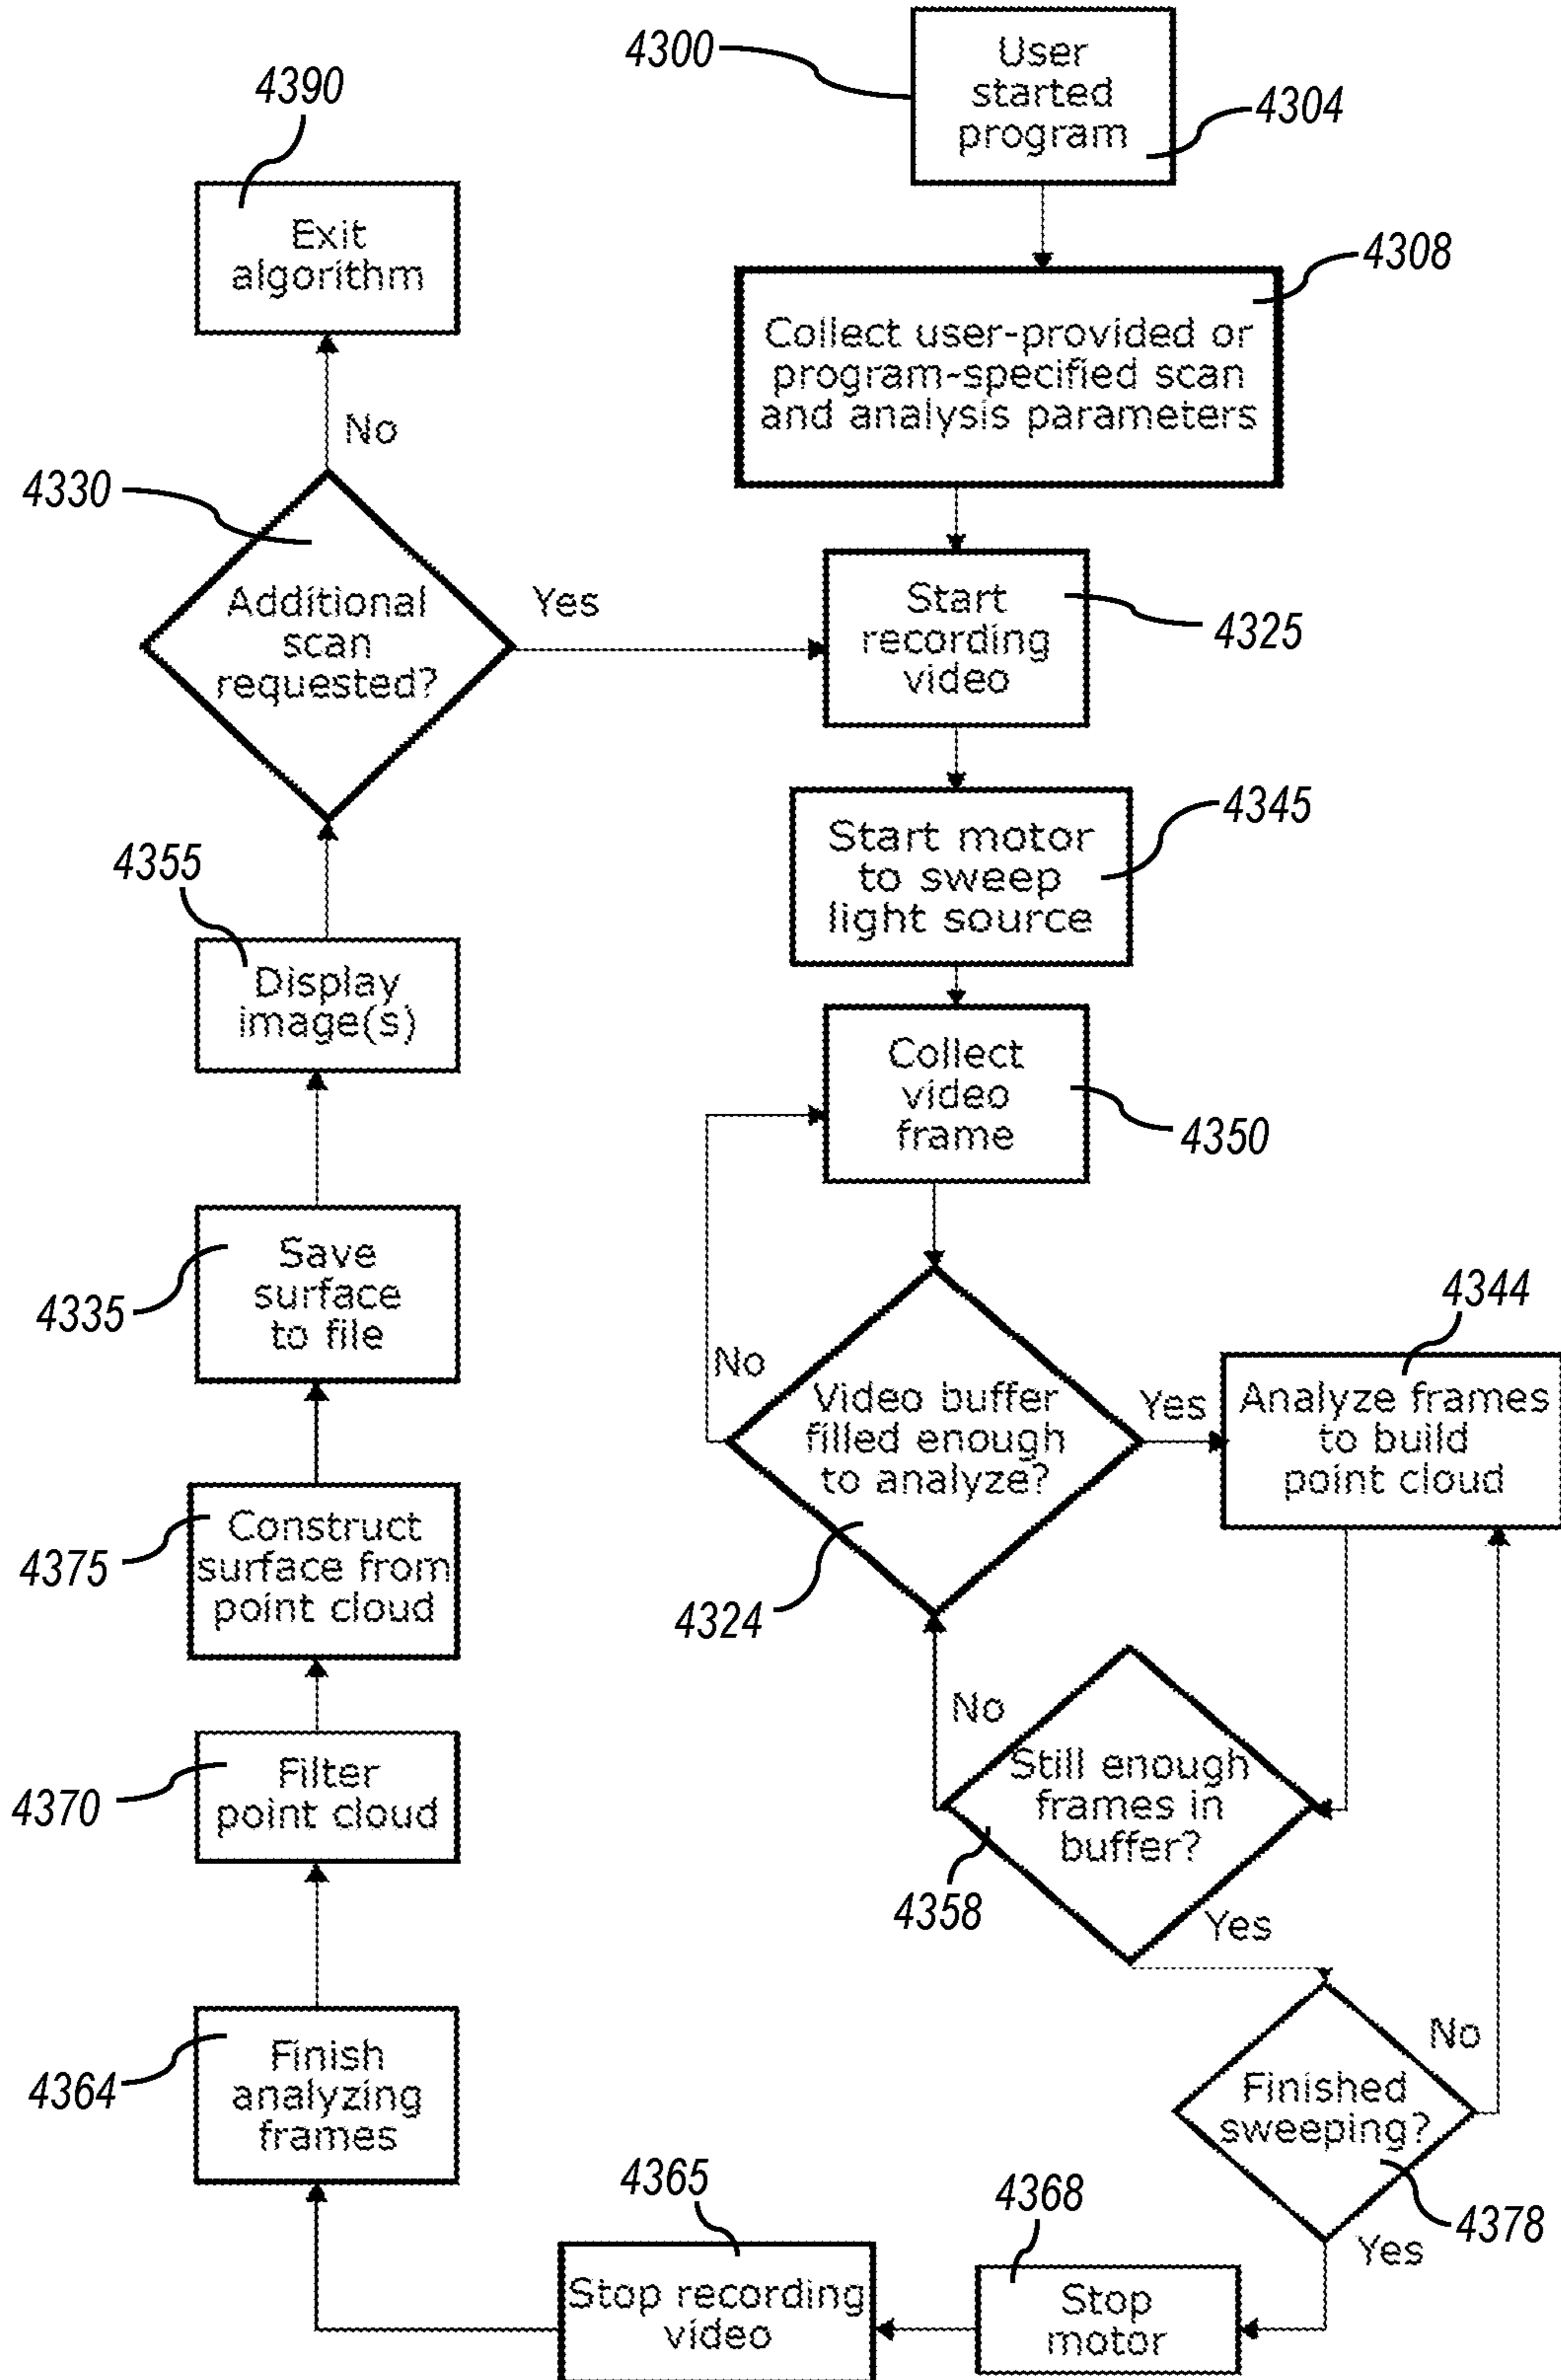 4300
User
started
program
4304
4308
Collect user-provided or
program-specified scan
and analysis parameters
Start
recording
video
4325
Start motor
to sweep
light source
4345
Collect
video
frame
4350
No
Video buffer
filled enough
to analyze?
Yes
4324
4344
Analyze frames
to build
point cloud
No
Still enough
frames in
buffer?
4358
Yes
No
Finished
sweeping?
4378
Yes
4368
Stop
motor
4365
Stop recording
video
4364
Finish
analyzing
frames
4370
Filter
point cloud
4375
Construct
surface from
point cloud
4335
Save
surface
to file
4355
Display
image(s)
4330
Additional
scan
requested?
Yes
No
4390
Exit
algorithm